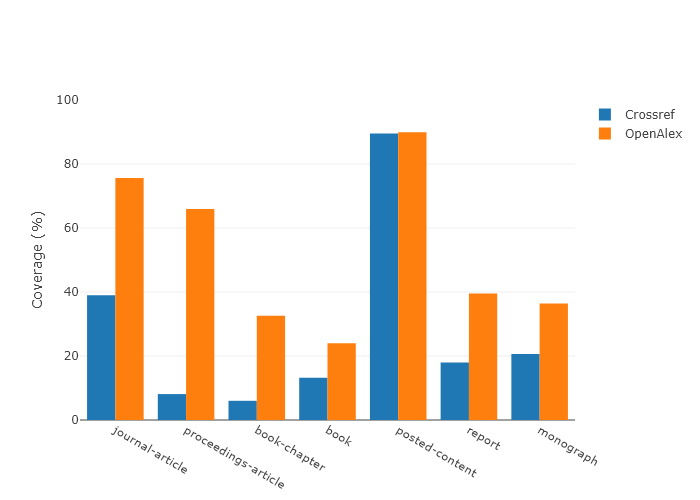 100
80
60
40
20
0
Coverage (%)
journal-article
proceedings-article
book-chapter
book
posted-content
report
monograph
Crossref
OpenAlex